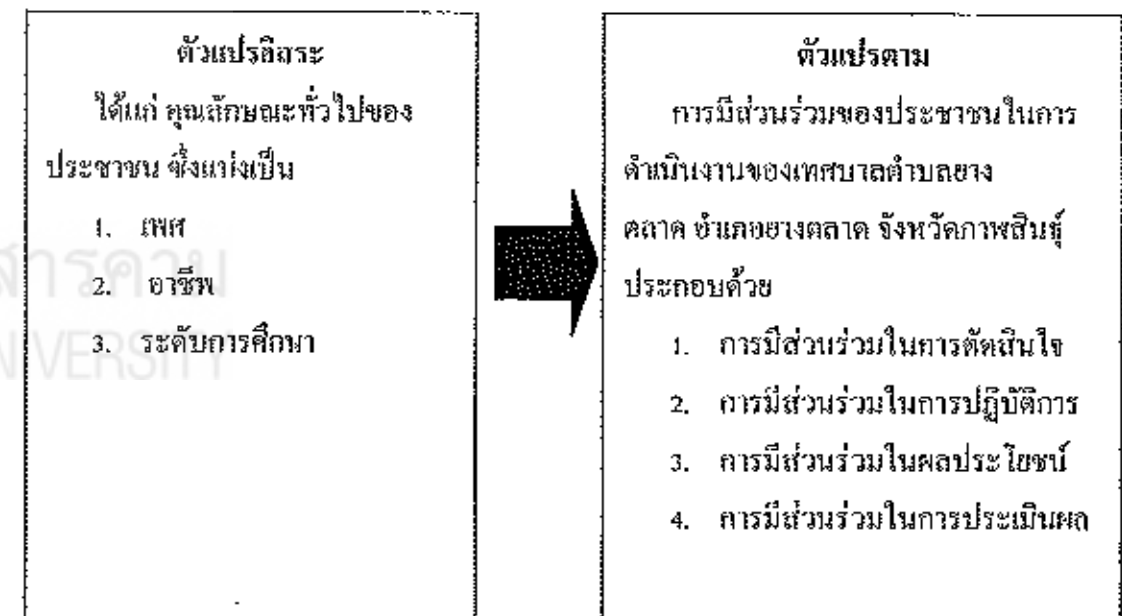 ตัวแปรอิสระ
ได้แก่ คุณลักษณะทั่วไปของ
ประชาชน ซึ่งแบ่งเป็น
1. เพศ
2. อาชีพ
3. ระดับการศึกษา
ตัวแปรตาม
การมีส่วนร่วมของประชาชนในการ
ดำเนินงานของเทศบาลตำบลยาง
ตลาด อำเภอยางตลาด จังหวัดกาฬสินธุ์
ประกอบด้วย
1. การมีส่วนร่วมในการตัดสินใจ
2. การมีส่วนร่วมในการปฏิบัติการ
3. การมีส่วนร่วมในผลประโยชน์
4. การมีส่วนร่วมในการประเมินผล
สารคาม
VERSITY